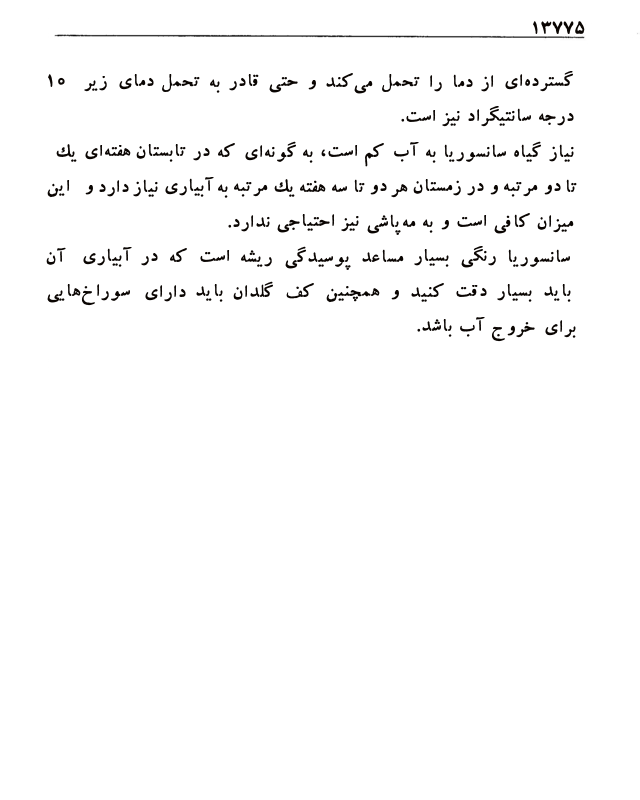 ۱۳۷۷۵
گسترده‌ای از دما را تحمل می‌کند و حتی قادر به تحمل دمای زیر ۱۰
درجه سانتیگراد نیز است.
نیاز گیاه سانسوریا به آب کم است، به گونه‌ای که در تابستان هفته‌ای یك
تا دو مرتبه و در زمستان هر دو تا سه هفته یك مرتبه به آبیاری نیاز دارد و این
میزان کافی است و به مه‌پاشی نیز احتیاجی ندارد.
سانسوریا رنگی بسیار مساعد پوسیدگی ریشه است که در آبیاری آن
باید بسیار دقت کنید و همچنین کف گلدان باید دارای سوراخ‌هایی
برای خروج آب باشد.